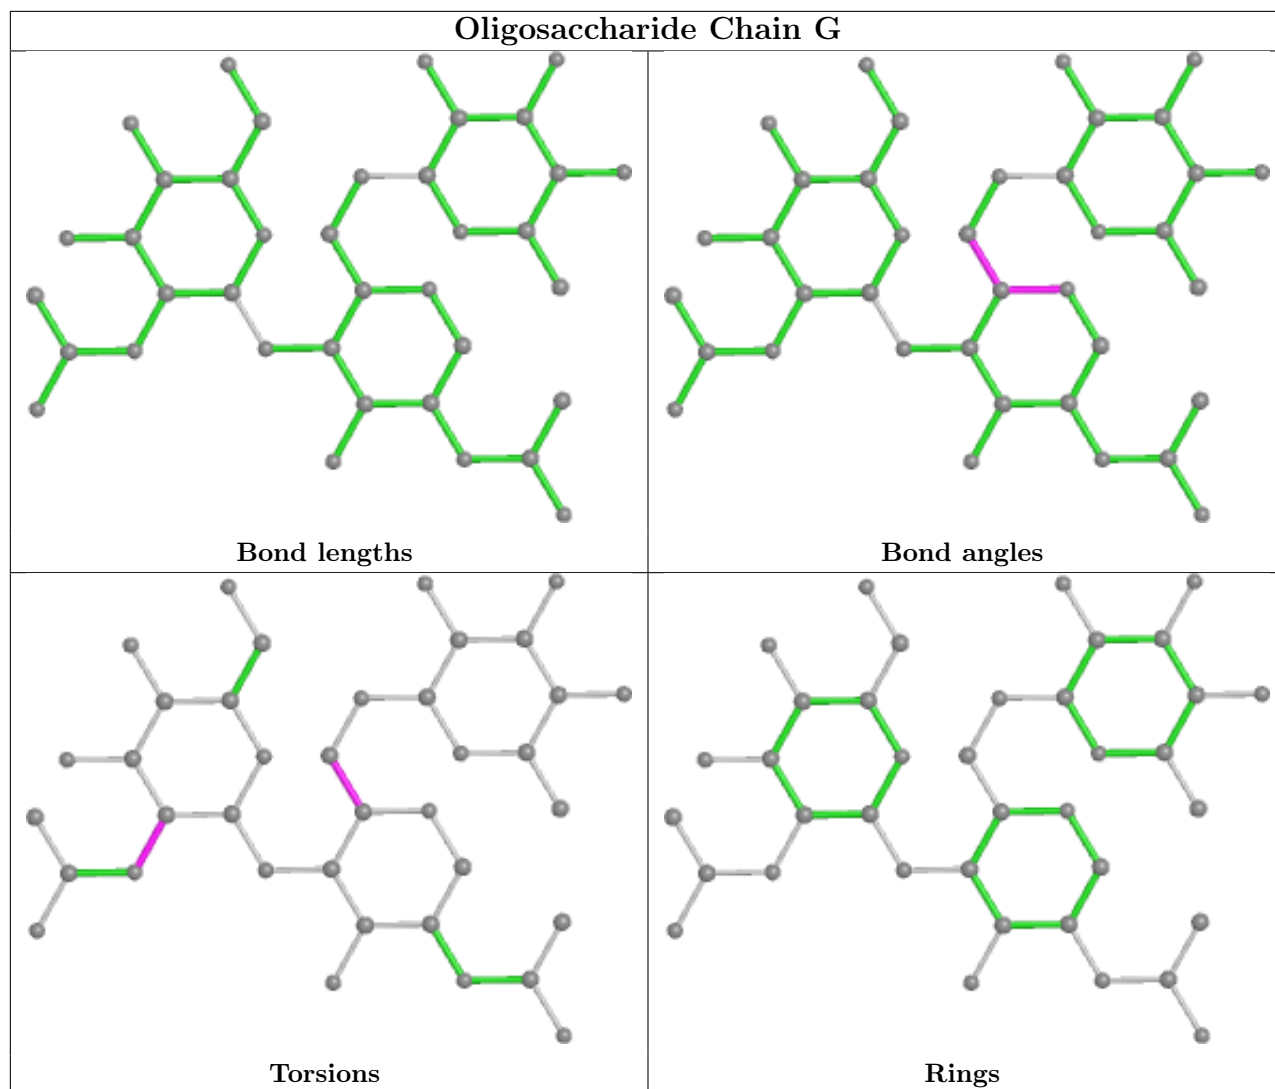 Oligosaccharide Chain G
Bond lengths
Bond angles
Torsions
Rings